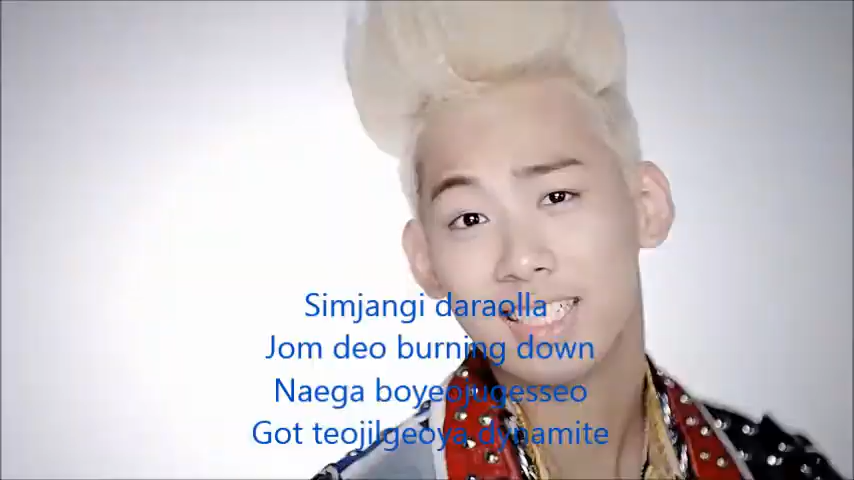 Simjangi daraolla
Jom deo burning down
Naega boyeojugesseo
Got teojilgeoya dynamite